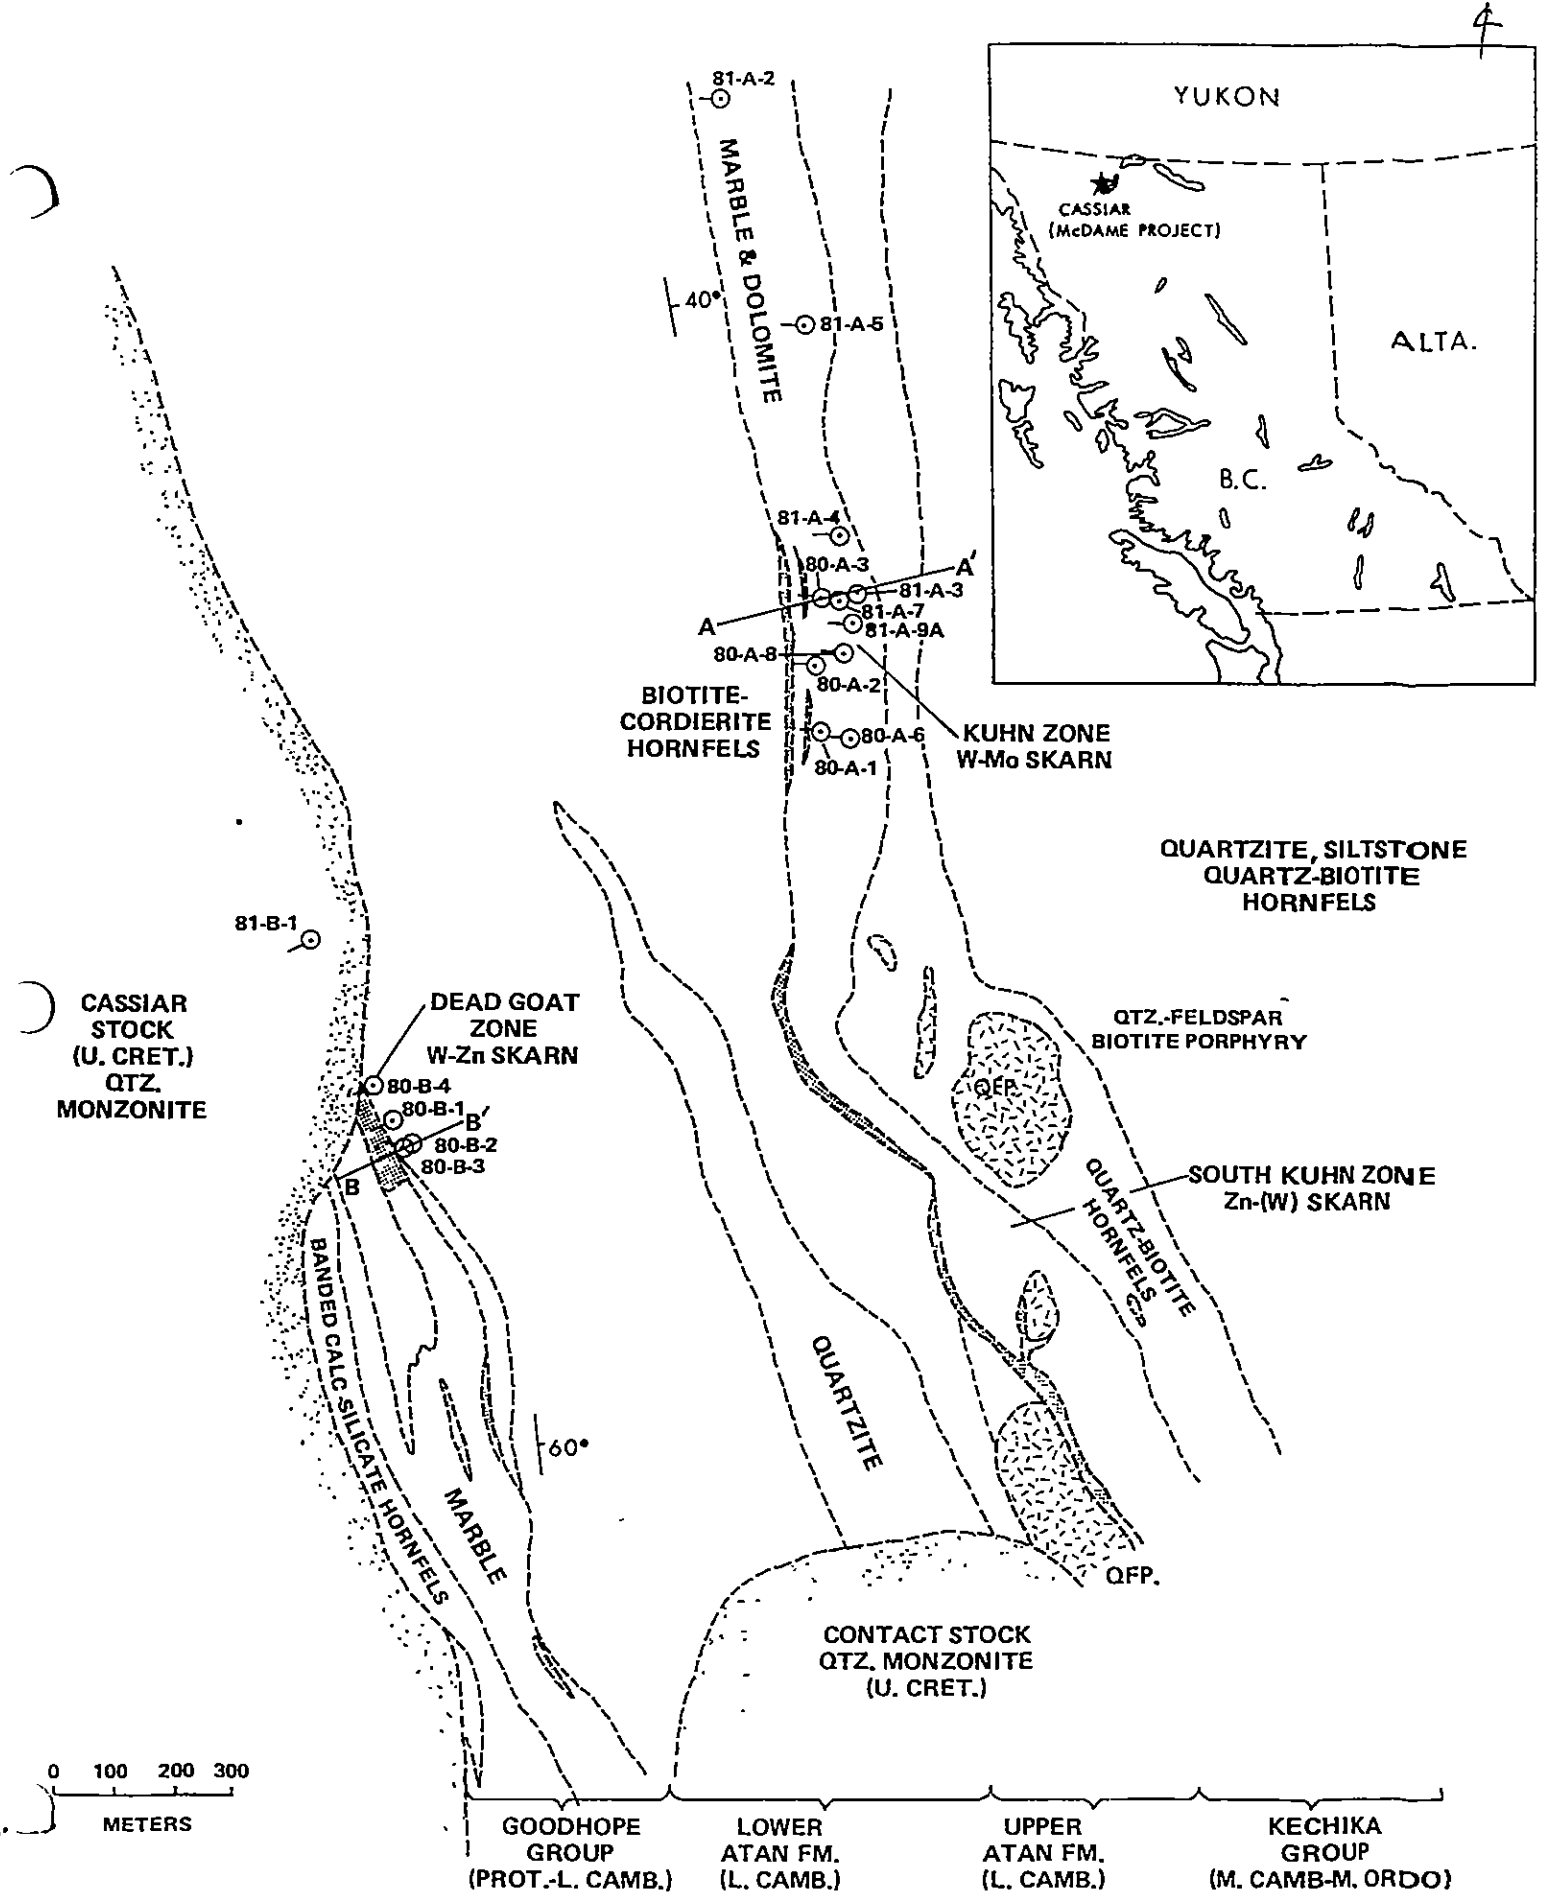 81-A-2
YUKON
CASSIAR
(McDAME PROJECT)
ALTA.
B.C.
MARBLE & DOLOMITE
40°
81-A-5
81-A-4
80-A-3
A'
81-A-3
81-A-7
A
81-A-9A
80-A-8
80-A-2
BIOTITE-
CORDIERITE
HORNFELS
80-A-6
80-A-1
KUHN ZONE
W-Mo SKARN
QUARTZITE, SILTSTONE
QUARTZ-BIOTITE
HORNFELS
81-B-1
CASSIAR
STOCK
(U. CRET.)
QTZ.
MONZONITE
DEAD GOAT
ZONE
W-Zn SKARN
80-B-4
80-B-1
B'
80-B-2
80-B-3
B
QTZ.-FELDSPAR
BIOTITE PORPHYRY
QFP.
SOUTH KUHN ZONE
Zn-(W) SKARN
QUARTZ-BIOTITE
HORNFELS
BANDED CALC-SILICATE HORNFELS
QUARTZITE
60°
MARBLE
QFP.
CONTACT STOCK
QTZ. MONZONITE
(U. CRET.)
0 100 200 300
METERS
GOODHOPE
GROUP
(PROT.-L. CAMB.)
LOWER
ATAN FM.
(L. CAMB.)
UPPER
ATAN FM.
(L. CAMB.)
KECHIKA
GROUP
(M. CAMB-M. ORDO)